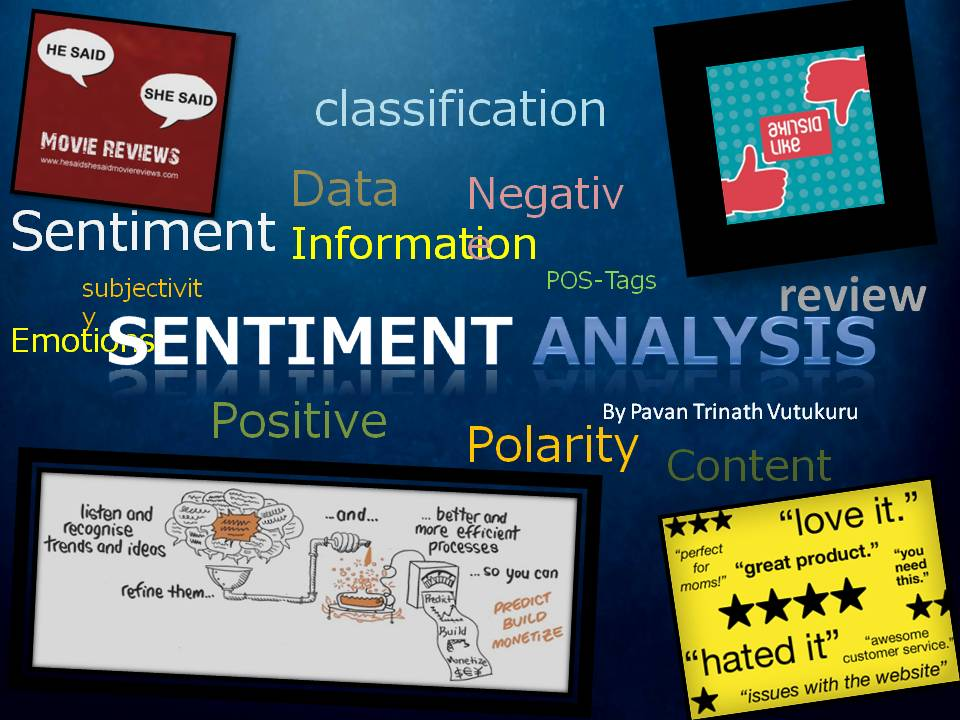 HE SAID
SHE SAID
MOVIE REVIEWS
www.hesaidshesaidmoviereviews.com
classification
Data
Negativ
e
Sentiment
Information
subjectivit
y
POS-Tags
review
Emotions
SENTIMENT ANALYSIS
LIKE
DISLIKE
By Pavan Trinath Vutukuru
Positive
Polarity
Content
listen and
recognise
trends and ideas
refine them...
...and...
... better and
more efficient
processes
...so you can
PREDICT
BUILD
MONETIZE
Predict
Build
Monetize
$€¥
"love it."
"perfect
for
moms!"
"great product."
"you
need
this."
"hated it"
"awesome
customer service."
"issues with the website"